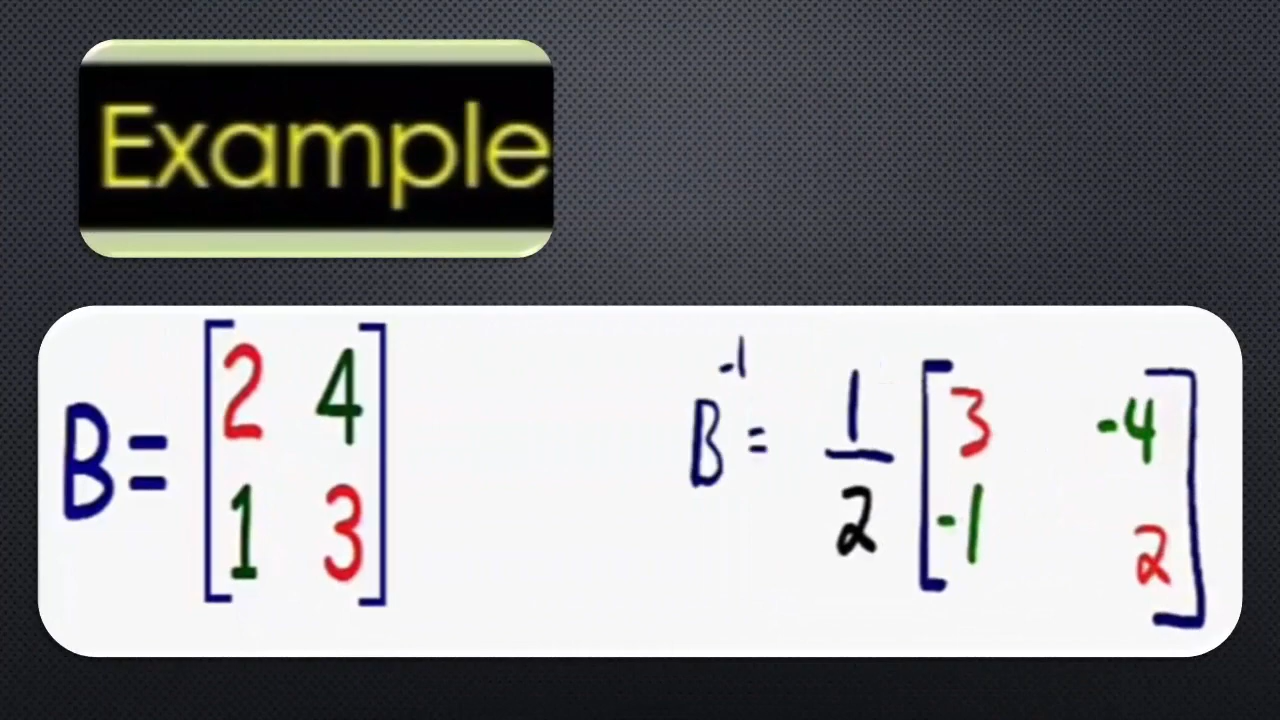 Example
B = [2 4
1 3]
B⁻¹ = 1/2 [3 -4
-1 2]